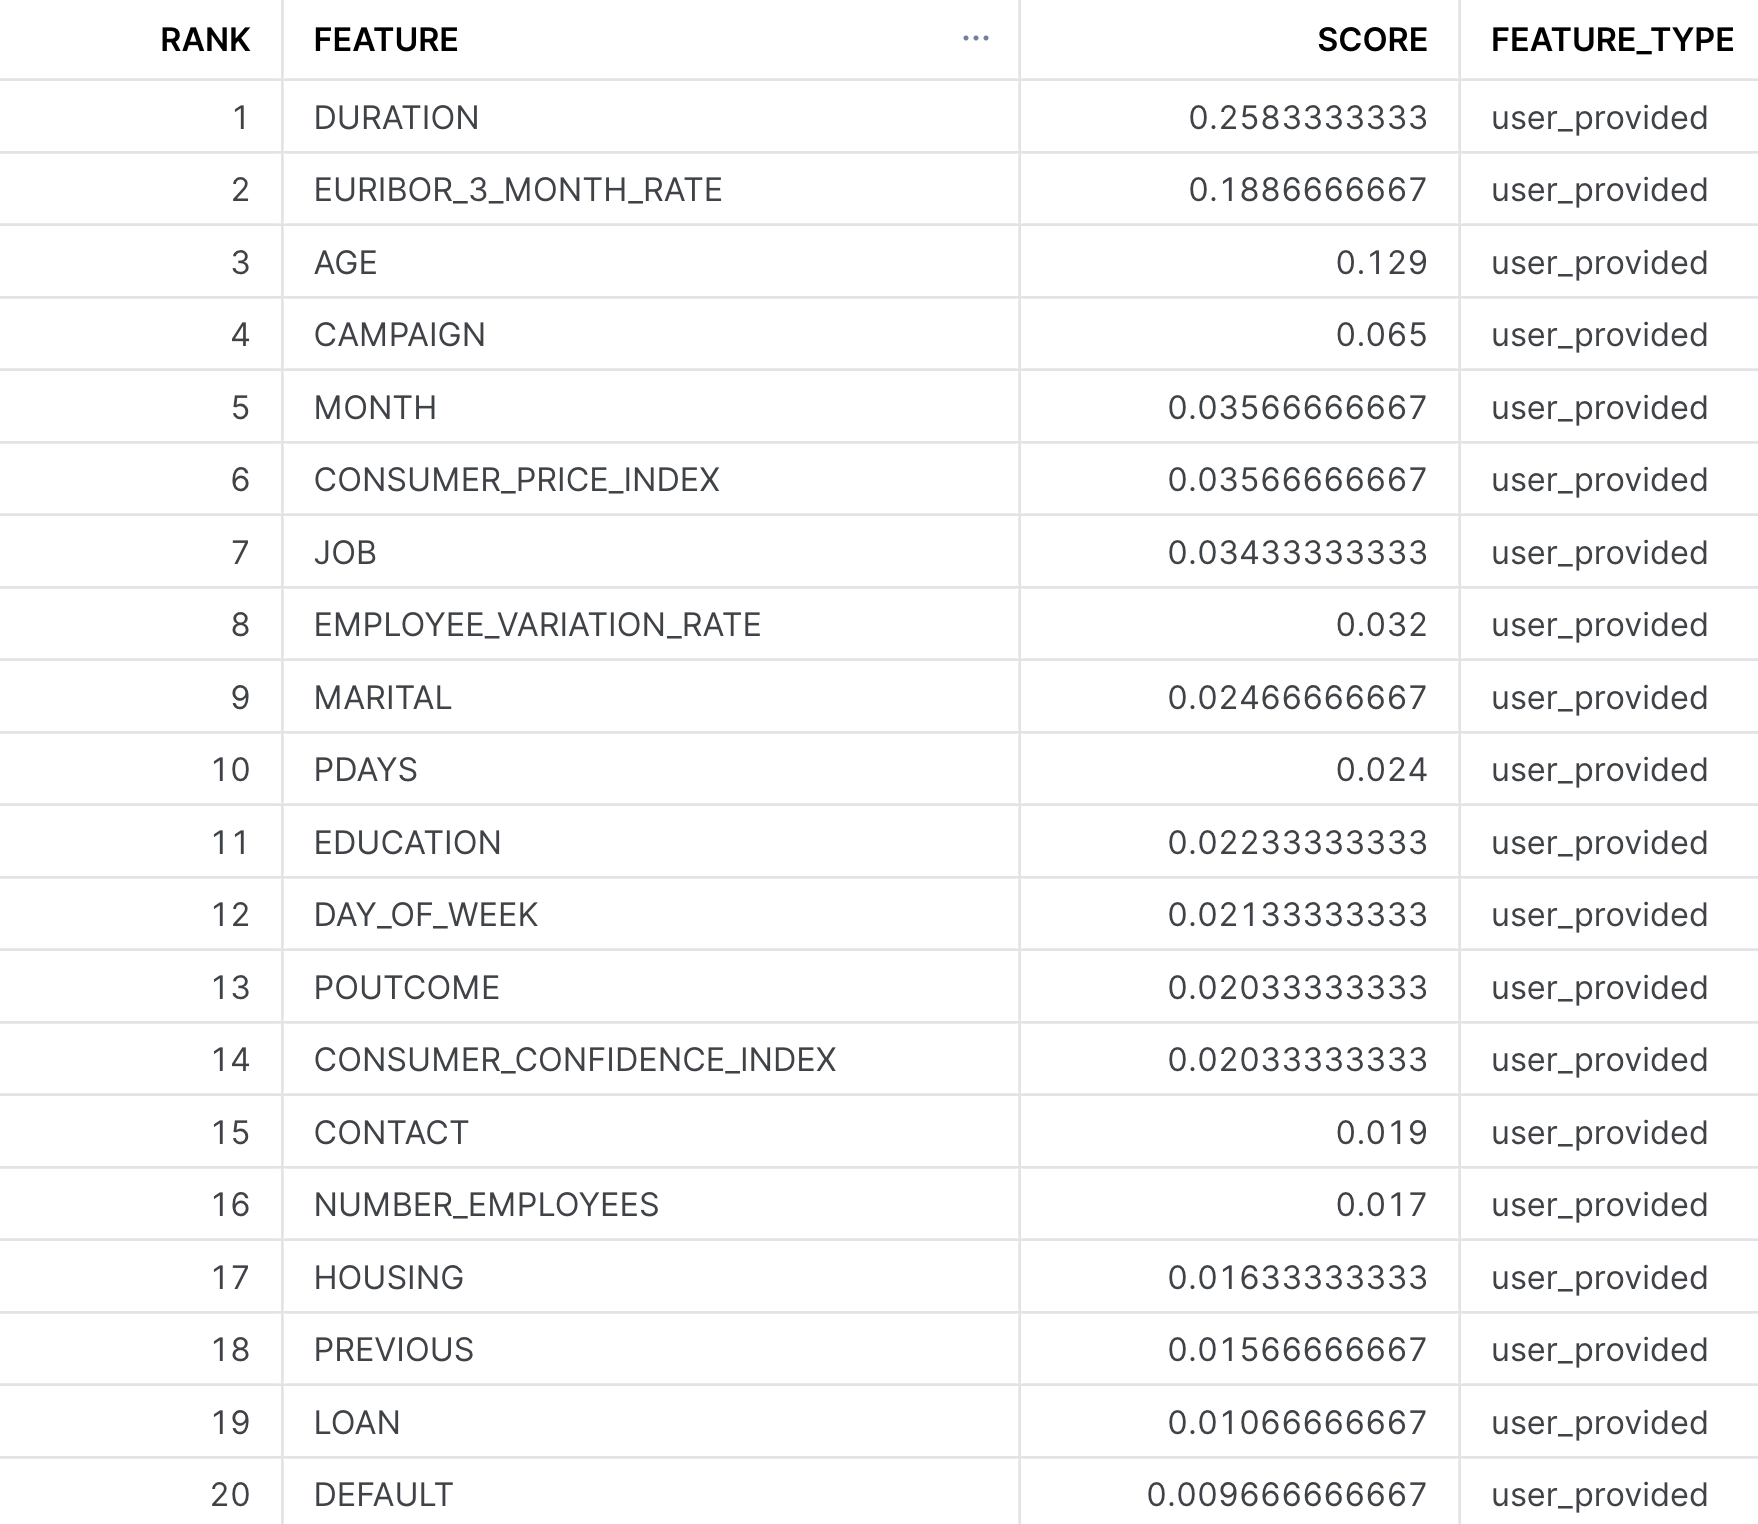 RANK FEATURE ... SCORE FEATURE_TYPE
1 DURATION 0.2583333333 user_provided
2 EURIBOR_3_MONTH_RATE 0.1886666667 user_provided
3 AGE 0.129 user_provided
4 CAMPAIGN 0.065 user_provided
5 MONTH 0.03566666667 user_provided
6 CONSUMER_PRICE_INDEX 0.03566666667 user_provided
7 JOB 0.03433333333 user_provided
8 EMPLOYEE_VARIATION_RATE 0.032 user_provided
9 MARITAL 0.02466666667 user_provided
10 PDAYS 0.024 user_provided
11 EDUCATION 0.02233333333 user_provided
12 DAY_OF_WEEK 0.02133333333 user_provided
13 POUTCOME 0.02033333333 user_provided
14 CONSUMER_CONFIDENCE_INDEX 0.02033333333 user_provided
15 CONTACT 0.019 user_provided
16 NUMBER_EMPLOYEES 0.017 user_provided
17 HOUSING 0.01633333333 user_provided
18 PREVIOUS 0.01566666667 user_provided
19 LOAN 0.01066666667 user_provided
20 DEFAULT 0.009666666667 user_provided